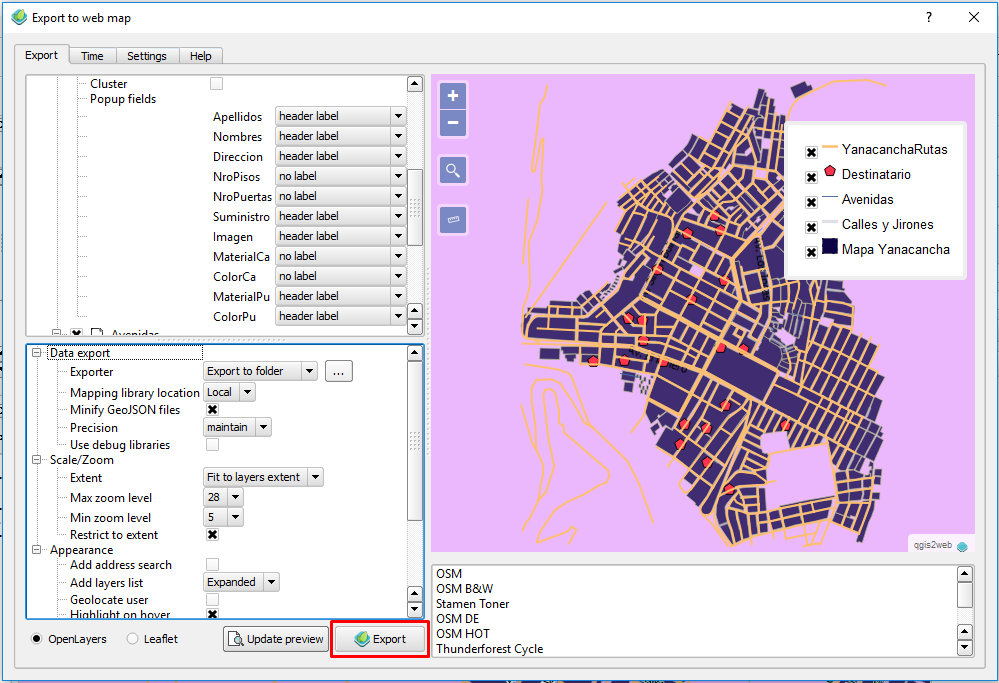 Export to web map
?
Export Time Settings Help
Cluster
Popup fields
Apellidos header label
Nombres header label
Direccion header label
NroPisos no label
NroPuertas no label
Suministro header label
Imagen header label
MaterialCa no label
ColorCa no label
MaterialPu header label
ColorPu header label
Avenidas
Data export
Exporter Export to folder ...
Mapping library location Local
Minify GeoJSON files
Precision maintain
Use debug libraries
Scale/Zoom
Extent Fit to layers extent
Max zoom level 28
Min zoom level 5
Restrict to extent
Appearance
Add address search
Add layers list Expanded
Geolocate user
Highlight on hover
OpenLayers Leaflet Update preview Export
+
−
YanacanchaRutas
Destinatario
Avenidas
Calles y Jirones
Mapa Yanacancha
qgis2web
OSM
OSM B&W
Stamen Toner
OSM DE
OSM HOT
Thunderforest Cycle